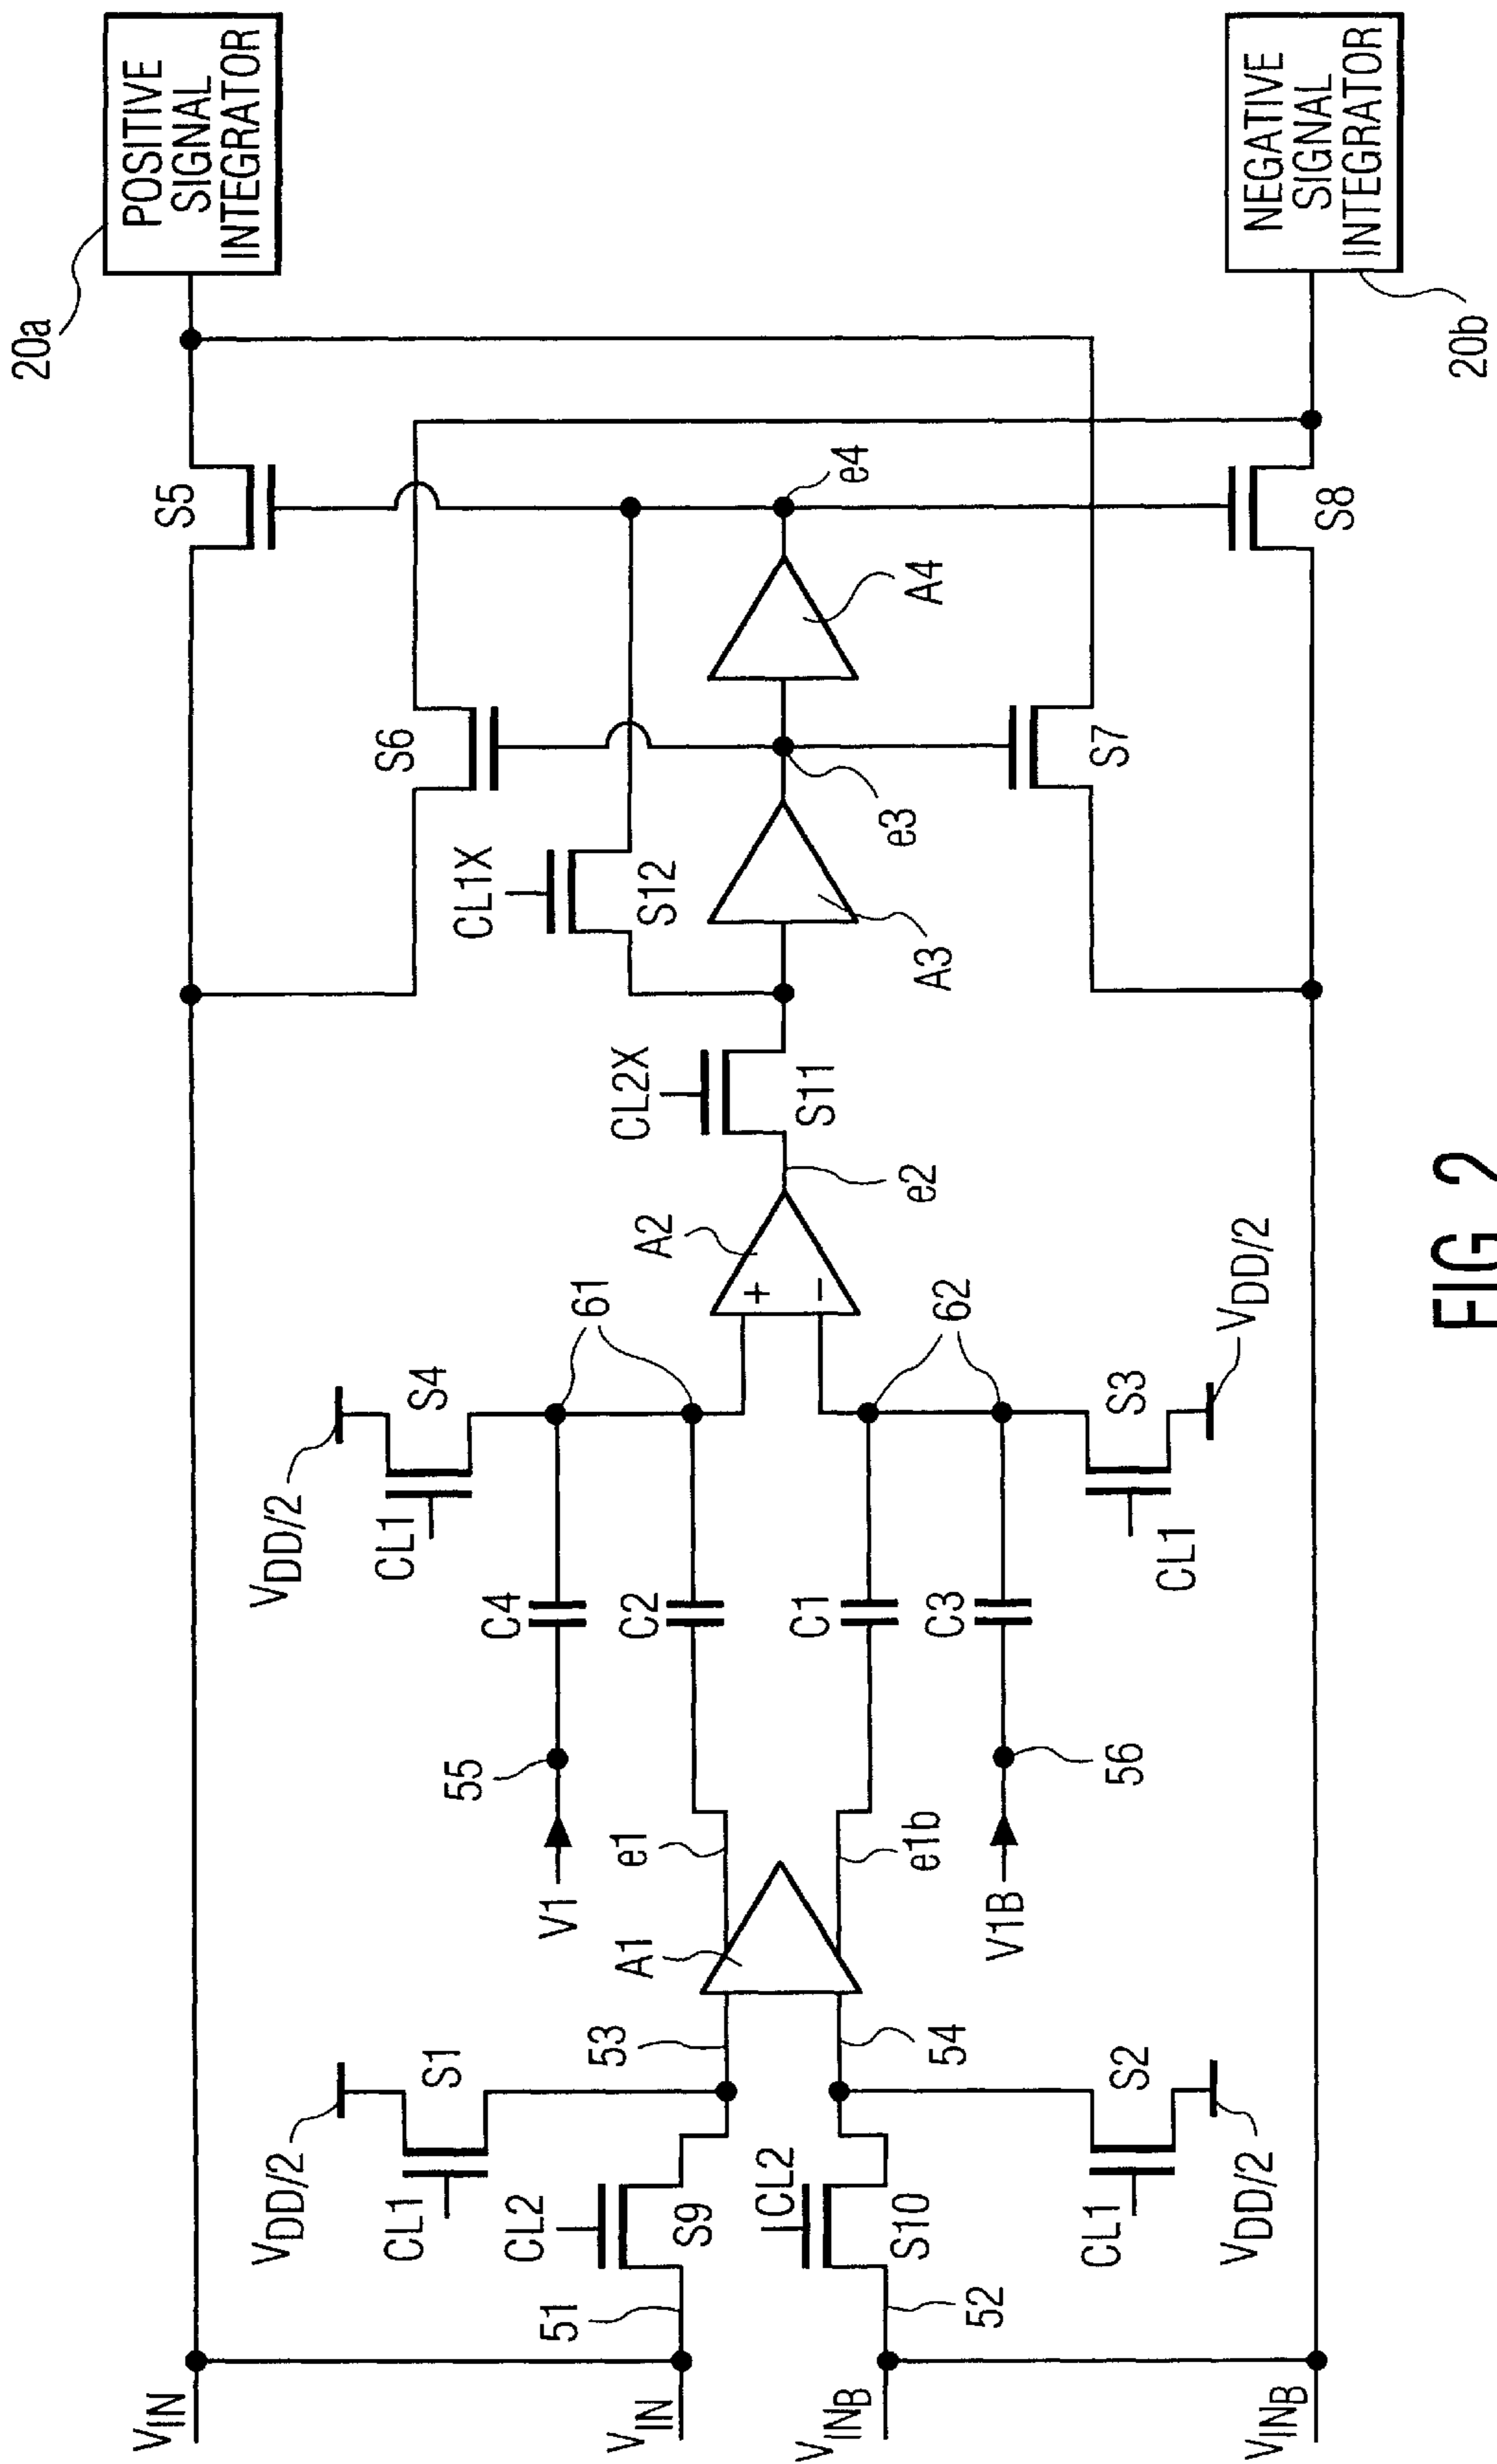 POSITIVE
SIGNAL
INTEGRATOR
20a
NEGATIVE
SIGNAL
INTEGRATOR
20b
S5
S6
S7
S8
e4
A4
e3
A3
CL1X
S12
CL2X
S11
e2
A2
+
−
61
62
VDD/2
S4
CL1
VDD/2
S3
CL1
C4
C2
C1
C3
55
56
V1
V1B
e1
e1b
A1
53
54
VDD/2
S1
CL1
VDD/2
S2
CL1
CL2
S9
CL2
S10
51
52
VIN
VIN
VINB
VINB
FIG 2